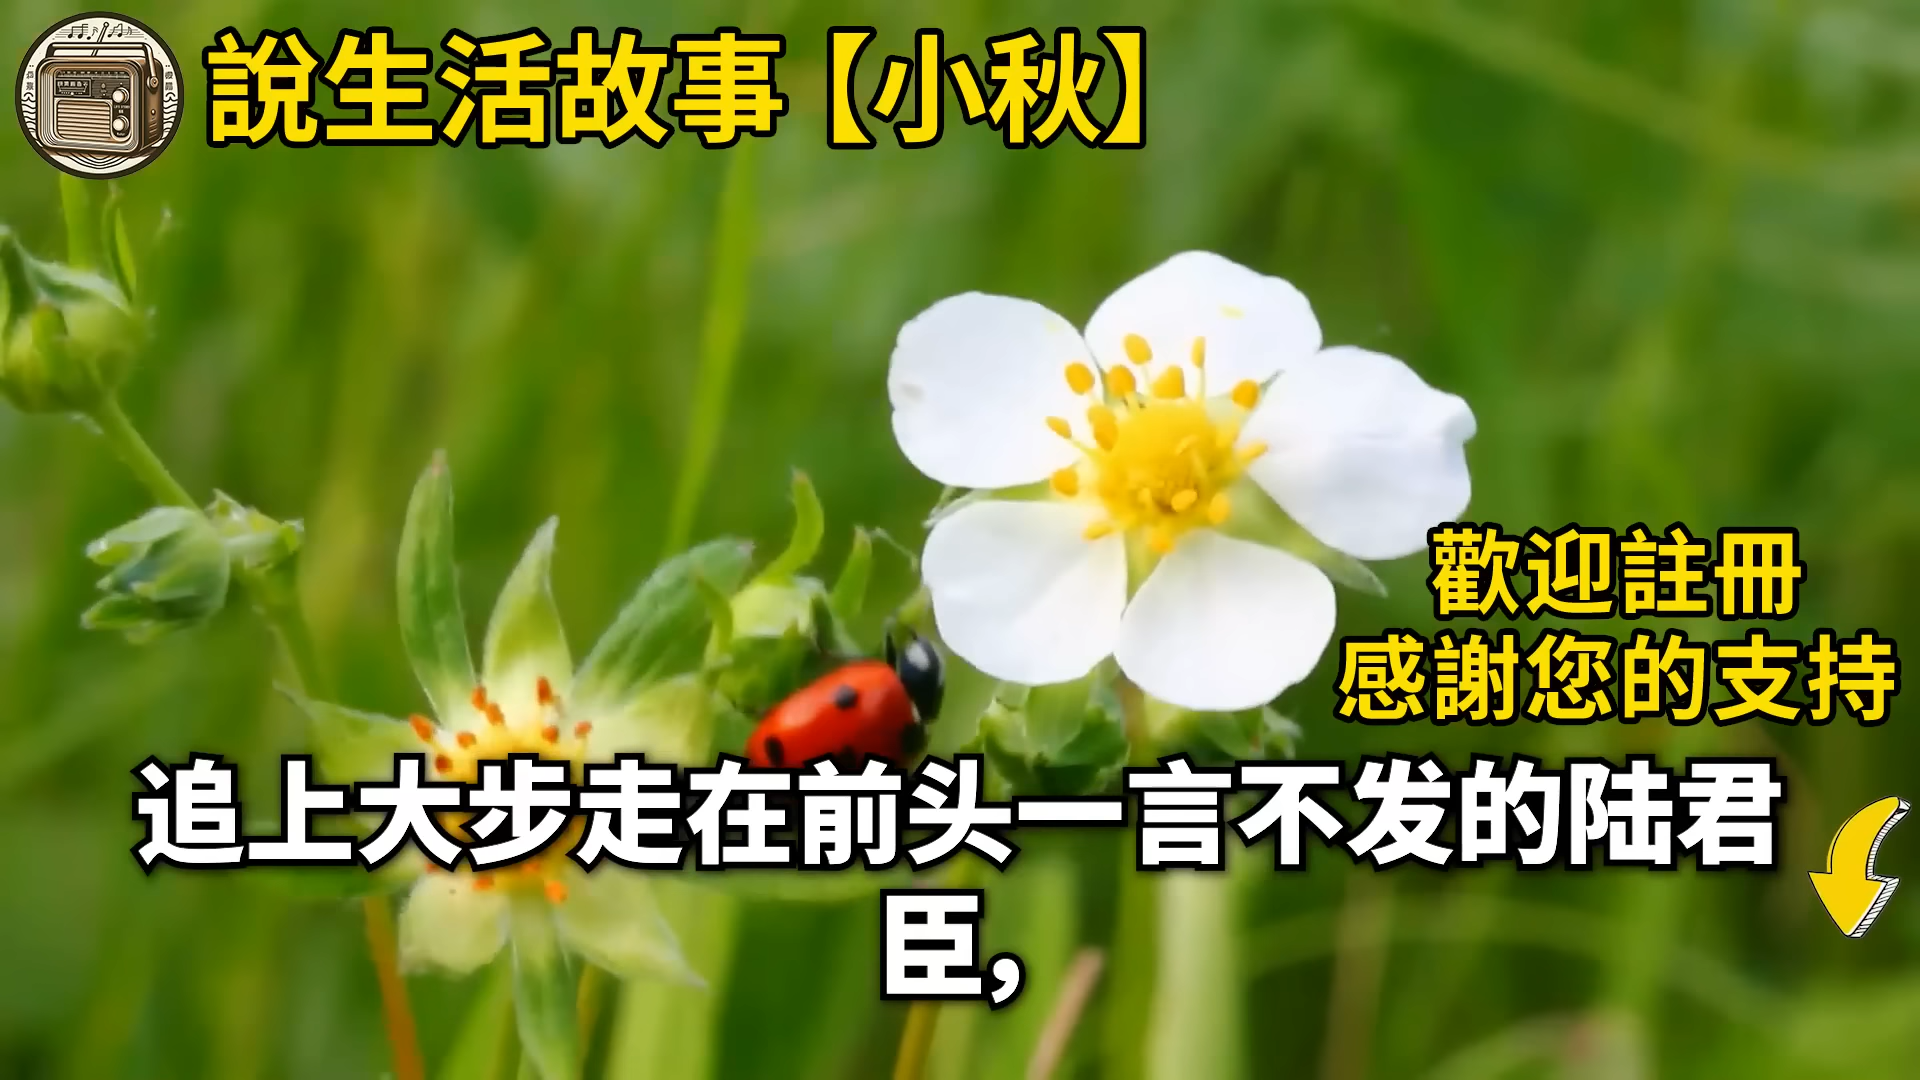 說生活故事【小秋】
歡迎註冊
感謝您的支持
追上大步走在前头一言不发的陆君
臣,